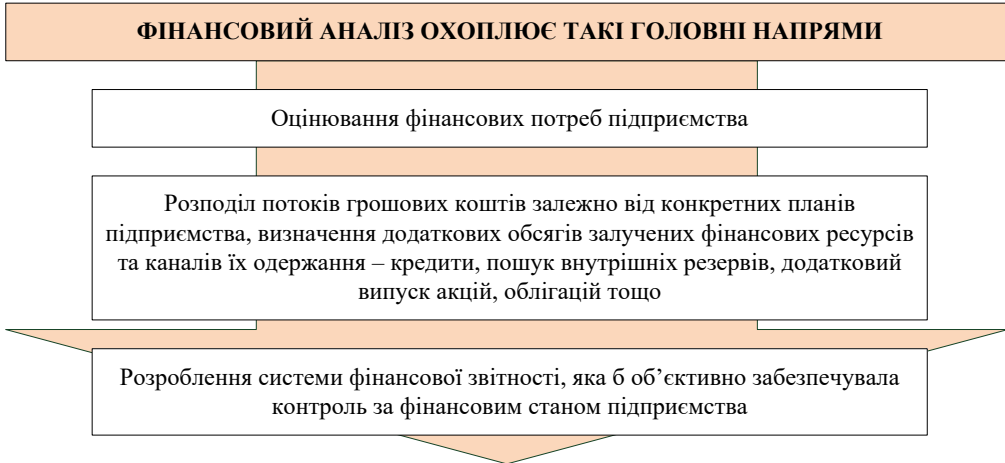 ФІНАНСОВИЙ АНАЛІЗ ОХОПЛЮЄ ТАКІ ГОЛОВНІ НАПРЯМИ
Оцінювання фінансових потреб підприємства
Розподіл потоків грошових коштів залежно від конкретних планів
підприємства, визначення додаткових обсягів залучених фінансових ресурсів
та каналів їх одержання – кредити, пошук внутрішніх резервів, додатковий
випуск акцій, облігацій тощо
Розроблення системи фінансової звітності, яка б об’єктивно забезпечувала
контроль за фінансовим станом підприємства